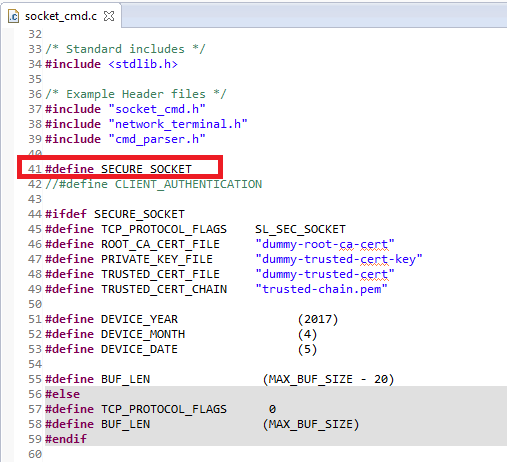 socket_cmd.c
32
33 /* Standard includes */
34 #include <stdlib.h>
35
36 /* Example Header files */
37 #include "socket_cmd.h"
38 #include "network_terminal.h"
39 #include "cmd_parser.h"
40
41 #define SECURE_SOCKET
42 //#define CLIENT_AUTHENTICATION
43
44 #ifdef SECURE_SOCKET
45 #define TCP_PROTOCOL_FLAGS    SL_SEC_SOCKET
46 #define ROOT_CA_CERT_FILE     "dummy-root-ca-cert"
47 #define PRIVATE_KEY_FILE      "dummy-trusted-cert-key"
48 #define TRUSTED_CERT_FILE     "dummy-trusted-cert"
49 #define TRUSTED_CERT_CHAIN    "trusted-chain.pem"
50
51 #define DEVICE_YEAR                 (2017)
52 #define DEVICE_MONTH                (4)
53 #define DEVICE_DATE                 (5)
54
55 #define BUF_LEN                (MAX_BUF_SIZE - 20)
56 #else
57 #define TCP_PROTOCOL_FLAGS      0
58 #define BUF_LEN                (MAX_BUF_SIZE)
59 #endif
60